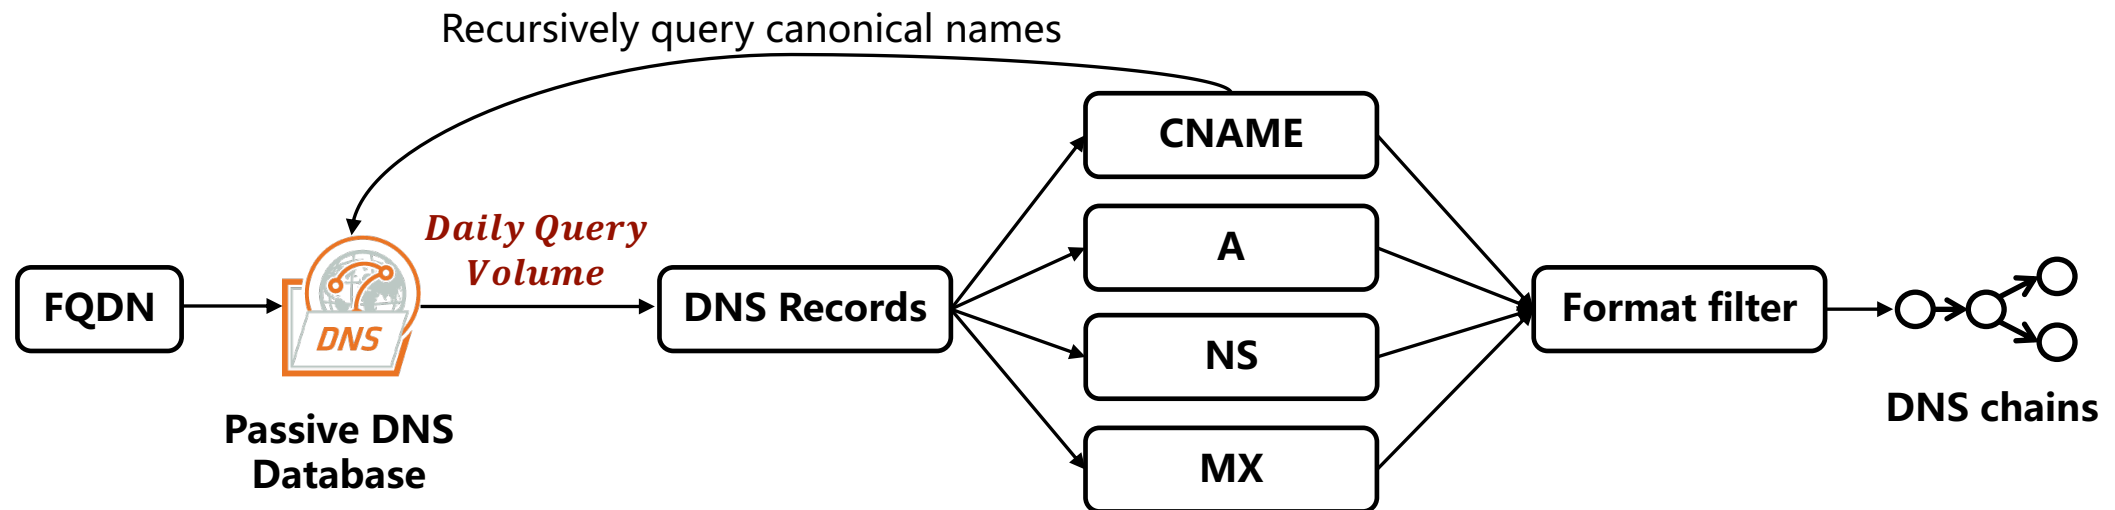 Recursively query canonical names
CNAME
Daily Query
Volume
A
FQDN
DNS
DNS Records
Format filter
NS
DNS chains
Passive DNS
Database
MX